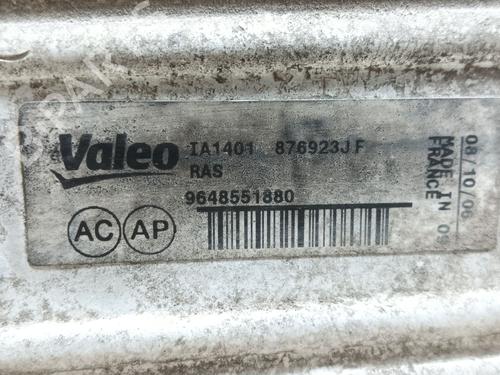 Valeo
IA1401 876923J F
RAS
9648551880
AC AP
08/10/06
MADE IN
FRANCE